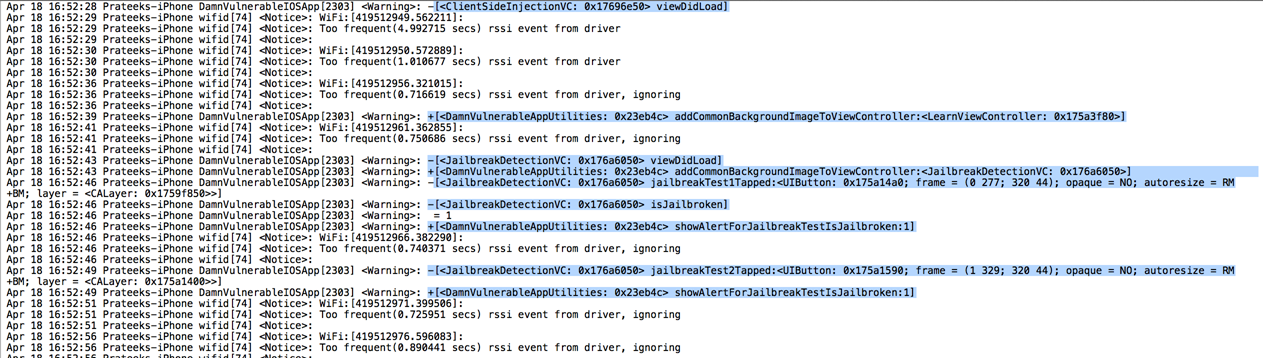 Apr 18 16:52:28 Prateeks-iPhone DamnVulnerableIOSApp[2303] <Warning>: -[<ClientSideInjectionVC: 0x17696e50> viewDidLoad]
Apr 18 16:52:29 Prateeks-iPhone wifid[74] <Notice>: WiFi:[419512949.562211]:
Apr 18 16:52:29 Prateeks-iPhone wifid[74] <Notice>: Too frequent(4.992715 secs) rssi event from driver
Apr 18 16:52:29 Prateeks-iPhone wifid[74] <Notice>:
Apr 18 16:52:30 Prateeks-iPhone wifid[74] <Notice>: WiFi:[419512950.572889]:
Apr 18 16:52:30 Prateeks-iPhone wifid[74] <Notice>: Too frequent(1.010677 secs) rssi event from driver
Apr 18 16:52:30 Prateeks-iPhone wifid[74] <Notice>:
Apr 18 16:52:36 Prateeks-iPhone wifid[74] <Notice>: WiFi:[419512956.321015]:
Apr 18 16:52:36 Prateeks-iPhone wifid[74] <Notice>: Too frequent(0.716619 secs) rssi event from driver, ignoring
Apr 18 16:52:36 Prateeks-iPhone wifid[74] <Notice>:
Apr 18 16:52:39 Prateeks-iPhone DamnVulnerableIOSApp[2303] <Warning>: +[<DamnVulnerableAppUtilities: 0x23eb4c> addCommonBackgroundImageToViewController:<LearnViewController: 0x175a3f80>]
Apr 18 16:52:41 Prateeks-iPhone wifid[74] <Notice>: WiFi:[419512961.362855]:
Apr 18 16:52:41 Prateeks-iPhone wifid[74] <Notice>: Too frequent(0.750686 secs) rssi event from driver, ignoring
Apr 18 16:52:41 Prateeks-iPhone wifid[74] <Notice>:
Apr 18 16:52:43 Prateeks-iPhone DamnVulnerableIOSApp[2303] <Warning>: -[<JailbreakDetectionVC: 0x176a6050> viewDidLoad]
Apr 18 16:52:43 Prateeks-iPhone DamnVulnerableIOSApp[2303] <Warning>: +[<DamnVulnerableAppUtilities: 0x23eb4c> addCommonBackgroundImageToViewController:<JailbreakDetectionVC: 0x176a6050>]
Apr 18 16:52:46 Prateeks-iPhone DamnVulnerableIOSApp[2303] <Warning>: -[<JailbreakDetectionVC: 0x176a6050> jailbreakTest1Tapped:<UIButton: 0x175a14a0; frame = (0 277; 320 44); opaque = NO; autoresize = RM
+BM; layer = <CALayer: 0x1759f850>>]
Apr 18 16:52:46 Prateeks-iPhone DamnVulnerableIOSApp[2303] <Warning>: -[<JailbreakDetectionVC: 0x176a6050> isJailbroken]
Apr 18 16:52:46 Prateeks-iPhone DamnVulnerableIOSApp[2303] <Warning>:  = 1
Apr 18 16:52:46 Prateeks-iPhone DamnVulnerableIOSApp[2303] <Warning>: +[<DamnVulnerableAppUtilities: 0x23eb4c> showAlertForJailbreakTestIsJailbroken:1]
Apr 18 16:52:46 Prateeks-iPhone wifid[74] <Notice>: WiFi:[419512966.382290]:
Apr 18 16:52:46 Prateeks-iPhone wifid[74] <Notice>: Too frequent(0.740371 secs) rssi event from driver, ignoring
Apr 18 16:52:46 Prateeks-iPhone wifid[74] <Notice>:
Apr 18 16:52:49 Prateeks-iPhone DamnVulnerableIOSApp[2303] <Warning>: -[<JailbreakDetectionVC: 0x176a6050> jailbreakTest2Tapped:<UIButton: 0x175a1590; frame = (1 329; 320 44); opaque = NO; autoresize = RM
+BM; layer = <CALayer: 0x175a1400>>]
Apr 18 16:52:49 Prateeks-iPhone DamnVulnerableIOSApp[2303] <Warning>: +[<DamnVulnerableAppUtilities: 0x23eb4c> showAlertForJailbreakTestIsJailbroken:1]
Apr 18 16:52:51 Prateeks-iPhone wifid[74] <Notice>: WiFi:[419512971.399506]:
Apr 18 16:52:51 Prateeks-iPhone wifid[74] <Notice>: Too frequent(0.725951 secs) rssi event from driver, ignoring
Apr 18 16:52:51 Prateeks-iPhone wifid[74] <Notice>:
Apr 18 16:52:56 Prateeks-iPhone wifid[74] <Notice>: WiFi:[419512976.596083]:
Apr 18 16:52:56 Prateeks-iPhone wifid[74] <Notice>: Too frequent(0.890441 secs) rssi event from driver, ignoring
Apr 18 16:52:56 Prateeks-iPhone wifid[74] <Notice>: